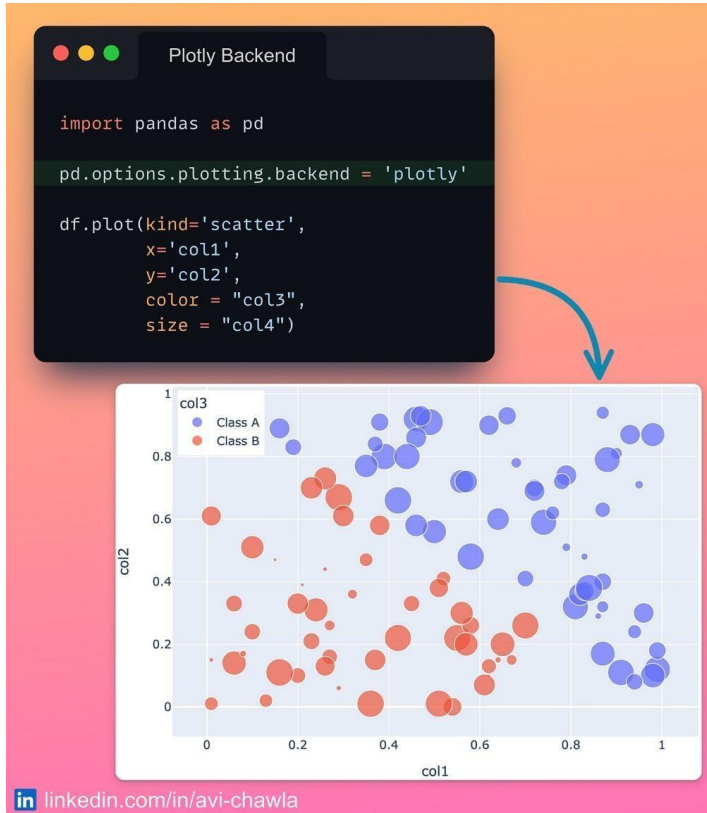 Plotly Backend
import pandas as pd
pd.options.plotting.backend = 'plotly'
df.plot(kind='scatter',
x='col1',
y='col2',
color = "col3",
size = "col4")
col3
Class A
Class B
1
0.8
0.6
0.4
0.2
0
col2
0
0.2
0.4
0.6
0.8
1
col1
in linkedin.com/in/avi-chawla